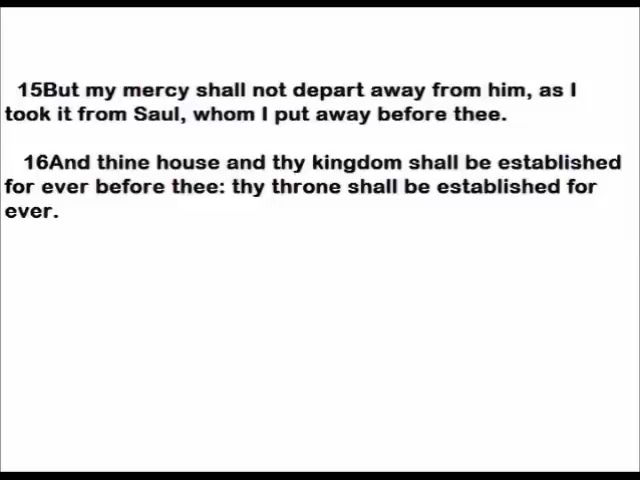 15But my mercy shall not depart away from him, as I
took it from Saul, whom I put away before thee.
16And thine house and thy kingdom shall be established
for ever before thee: thy throne shall be established for
ever.